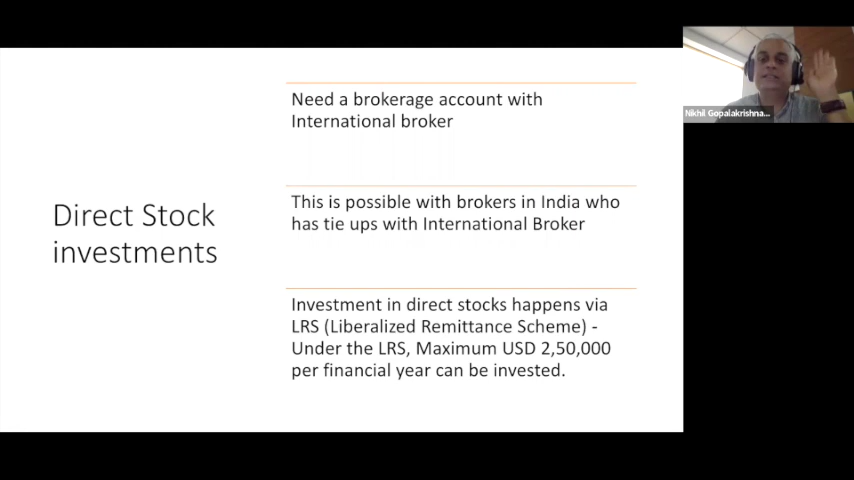 Direct Stock
investments
Need a brokerage account with
International broker
This is possible with brokers in India who
has tie ups with International Broker
Investment in direct stocks happens via
LRS (Liberalized Remittance Scheme) -
Under the LRS, Maximum USD 2,50,000
per financial year can be invested.
Nikhil Gopalakrishna...